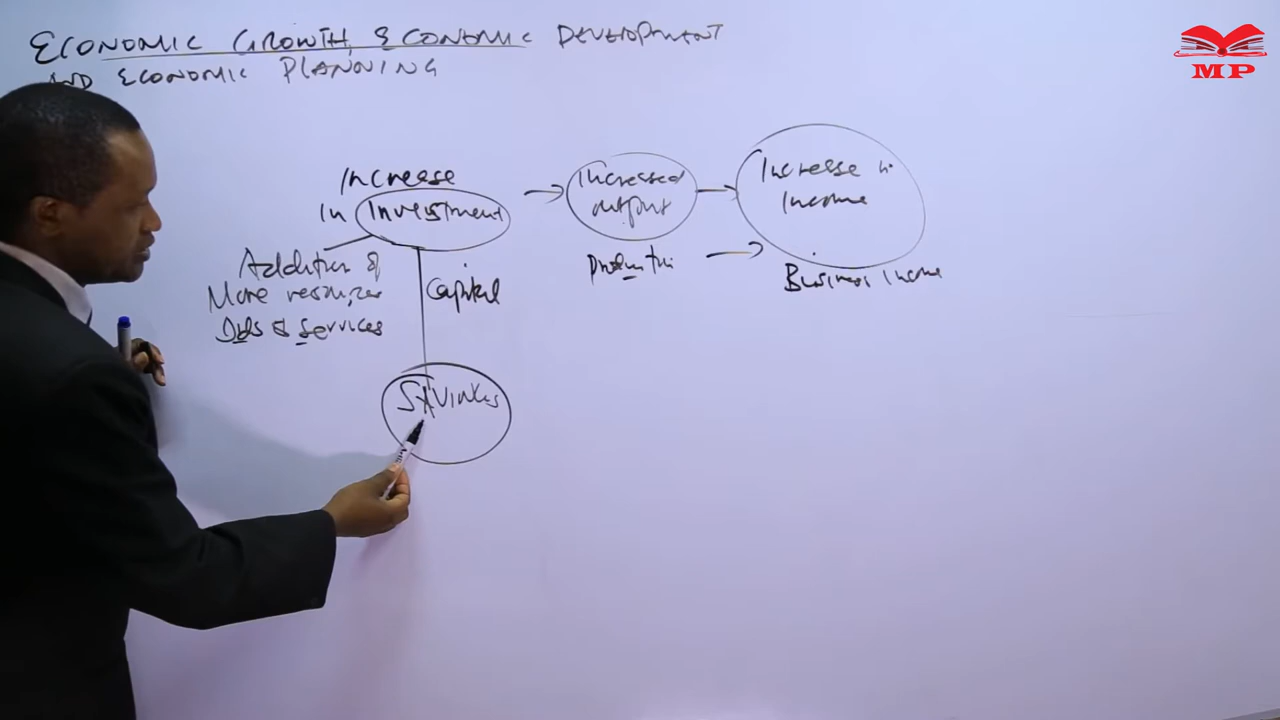 ECONOMIC GROWTH, ECONOMIC DEVELOPMENT
AND ECONOMIC PLANNING
MP
Increase
In Investment
Increased
output
Increase in
Income
Production
Business Income
Addition of
More resources
Gds & Services
Capital
SAVINGS